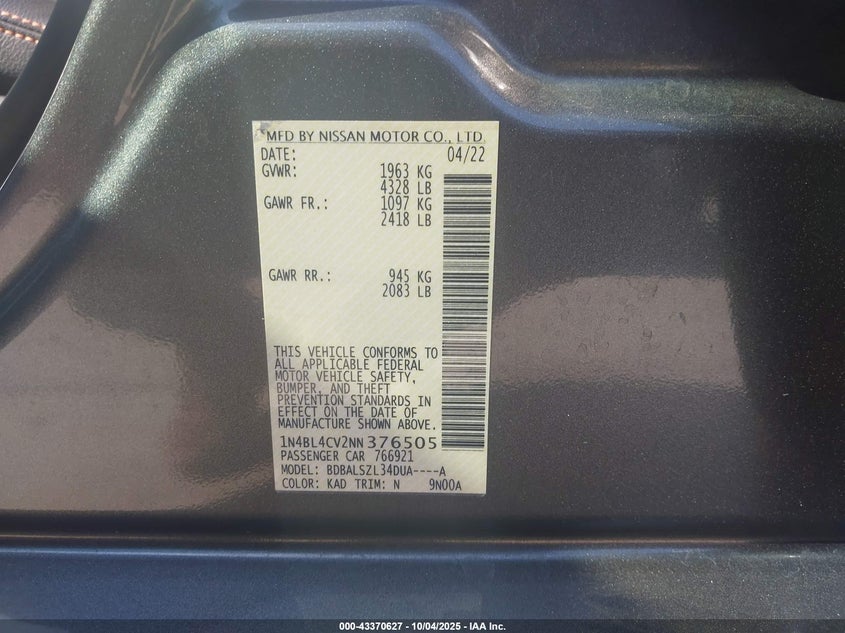 MFD BY NISSAN MOTOR CO., LTD.
DATE: 04/22
GVWR: 1963 KG
4328 LB
GAWR FR.: 1097 KG
2418 LB
GAWR RR.: 945 KG
2083 LB
THIS VEHICLE CONFORMS TO
ALL APPLICABLE FEDERAL
MOTOR VEHICLE SAFETY,
BUMPER, AND THEFT
PREVENTION STANDARDS IN
EFFECT ON THE DATE OF
MANUFACTURE SHOWN ABOVE.
1N4BL4CV2NN376505
PASSENGER CAR 766921
MODEL: BDBALSZL34DUA----A
COLOR: KAD TRIM: N 9N00A
000-43370627 - 10/04/2025 - IAA Inc.